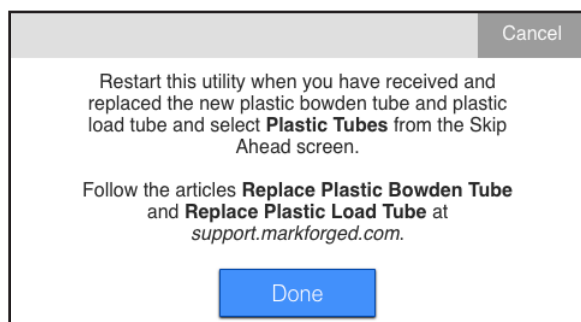 Cancel
Restart this utility when you have received and
replaced the new plastic bowden tube and plastic
load tube and select Plastic Tubes from the Skip
Ahead screen.
Follow the articles Replace Plastic Bowden Tube
and Replace Plastic Load Tube at
support.markforged.com.
Done